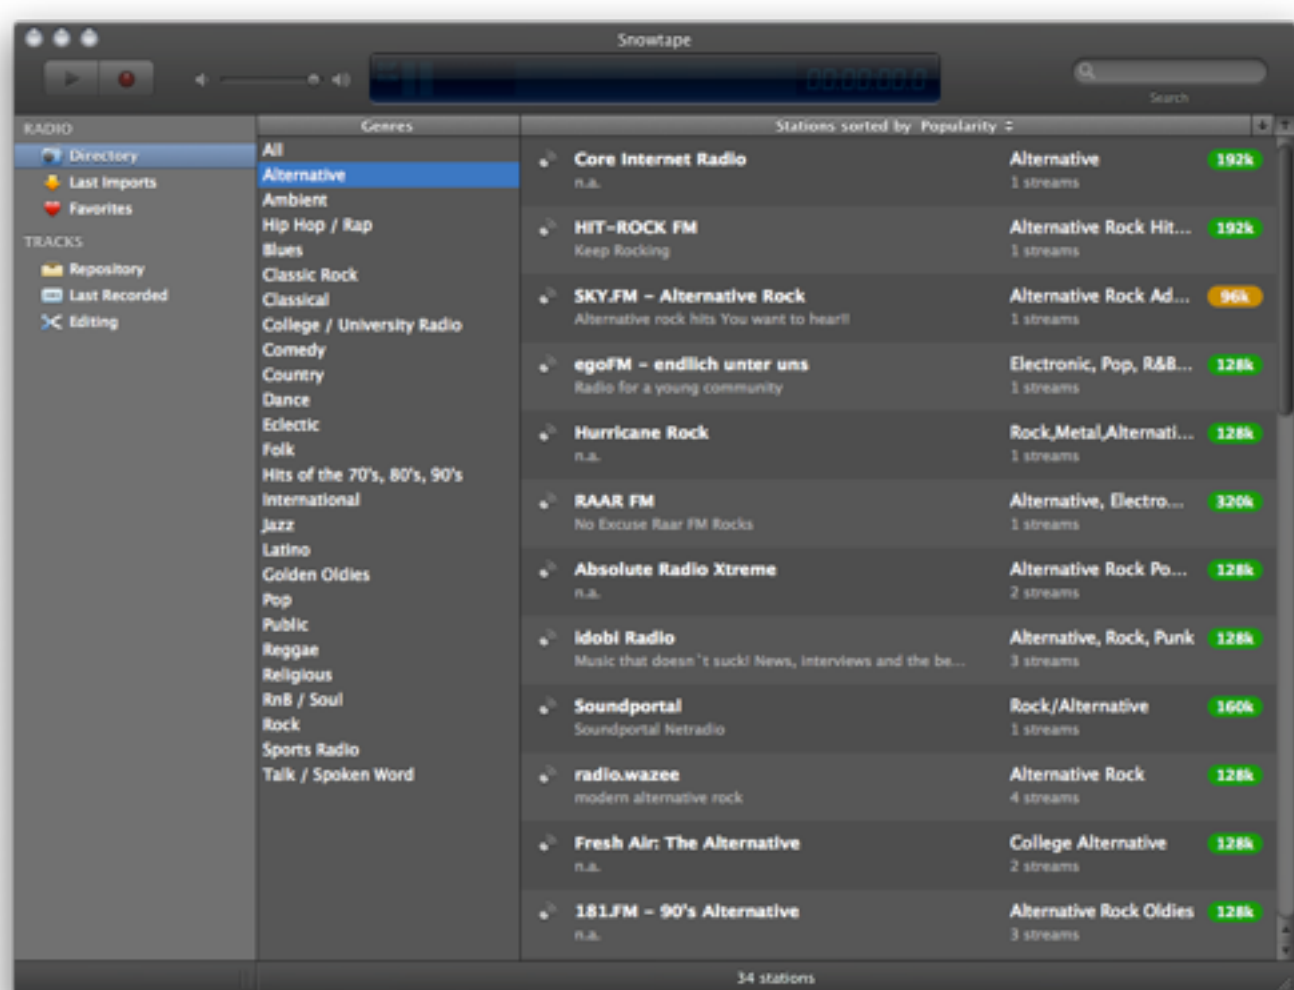 Snowtape
00:00:00.0
Search
RADIO
Directory
Last Imports
Favorites
TRACKS
Repository
Last Recorded
Editing
Genres
All
Alternative
Ambient
Hip Hop / Rap
Blues
Classic Rock
Classical
College / University Radio
Comedy
Country
Dance
Eclectic
Folk
Hits of the 70's, 80's, 90's
International
Jazz
Latino
Golden Oldies
Pop
Public
Reggae
Religious
RnB / Soul
Rock
Sports Radio
Talk / Spoken Word
Stations sorted by Popularity
Core Internet Radio Alternative 192k
n.a. 1 streams
HIT-ROCK FM Alternative Rock Hit... 192k
Keep Rocking 1 streams
SKY.FM - Alternative Rock Alternative Rock Ad... 96k
Alternative rock hits You want to hear!! 1 streams
egoFM - endlich unter uns Electronic, Pop, R&B... 128k
Radio for a young community 1 streams
Hurricane Rock Rock,Metal,Alternati... 128k
n.a. 1 streams
RAAR FM Alternative, Electro... 320k
No Excuse Raar FM Rocks 1 streams
Absolute Radio Xtreme Alternative Rock Po... 128k
n.a. 2 streams
idobi Radio Alternative, Rock, Punk 128k
Music that doesn´t suck! News, interviews and the be... 3 streams
Soundportal Rock/Alternative 160k
Soundportal Netradio 1 streams
radio.wazee Alternative Rock 128k
modern alternative rock 4 streams
Fresh Air: The Alternative College Alternative 128k
n.a. 2 streams
181.FM - 90's Alternative Alternative Rock Oldies 128k
n.a. 3 streams
34 stations